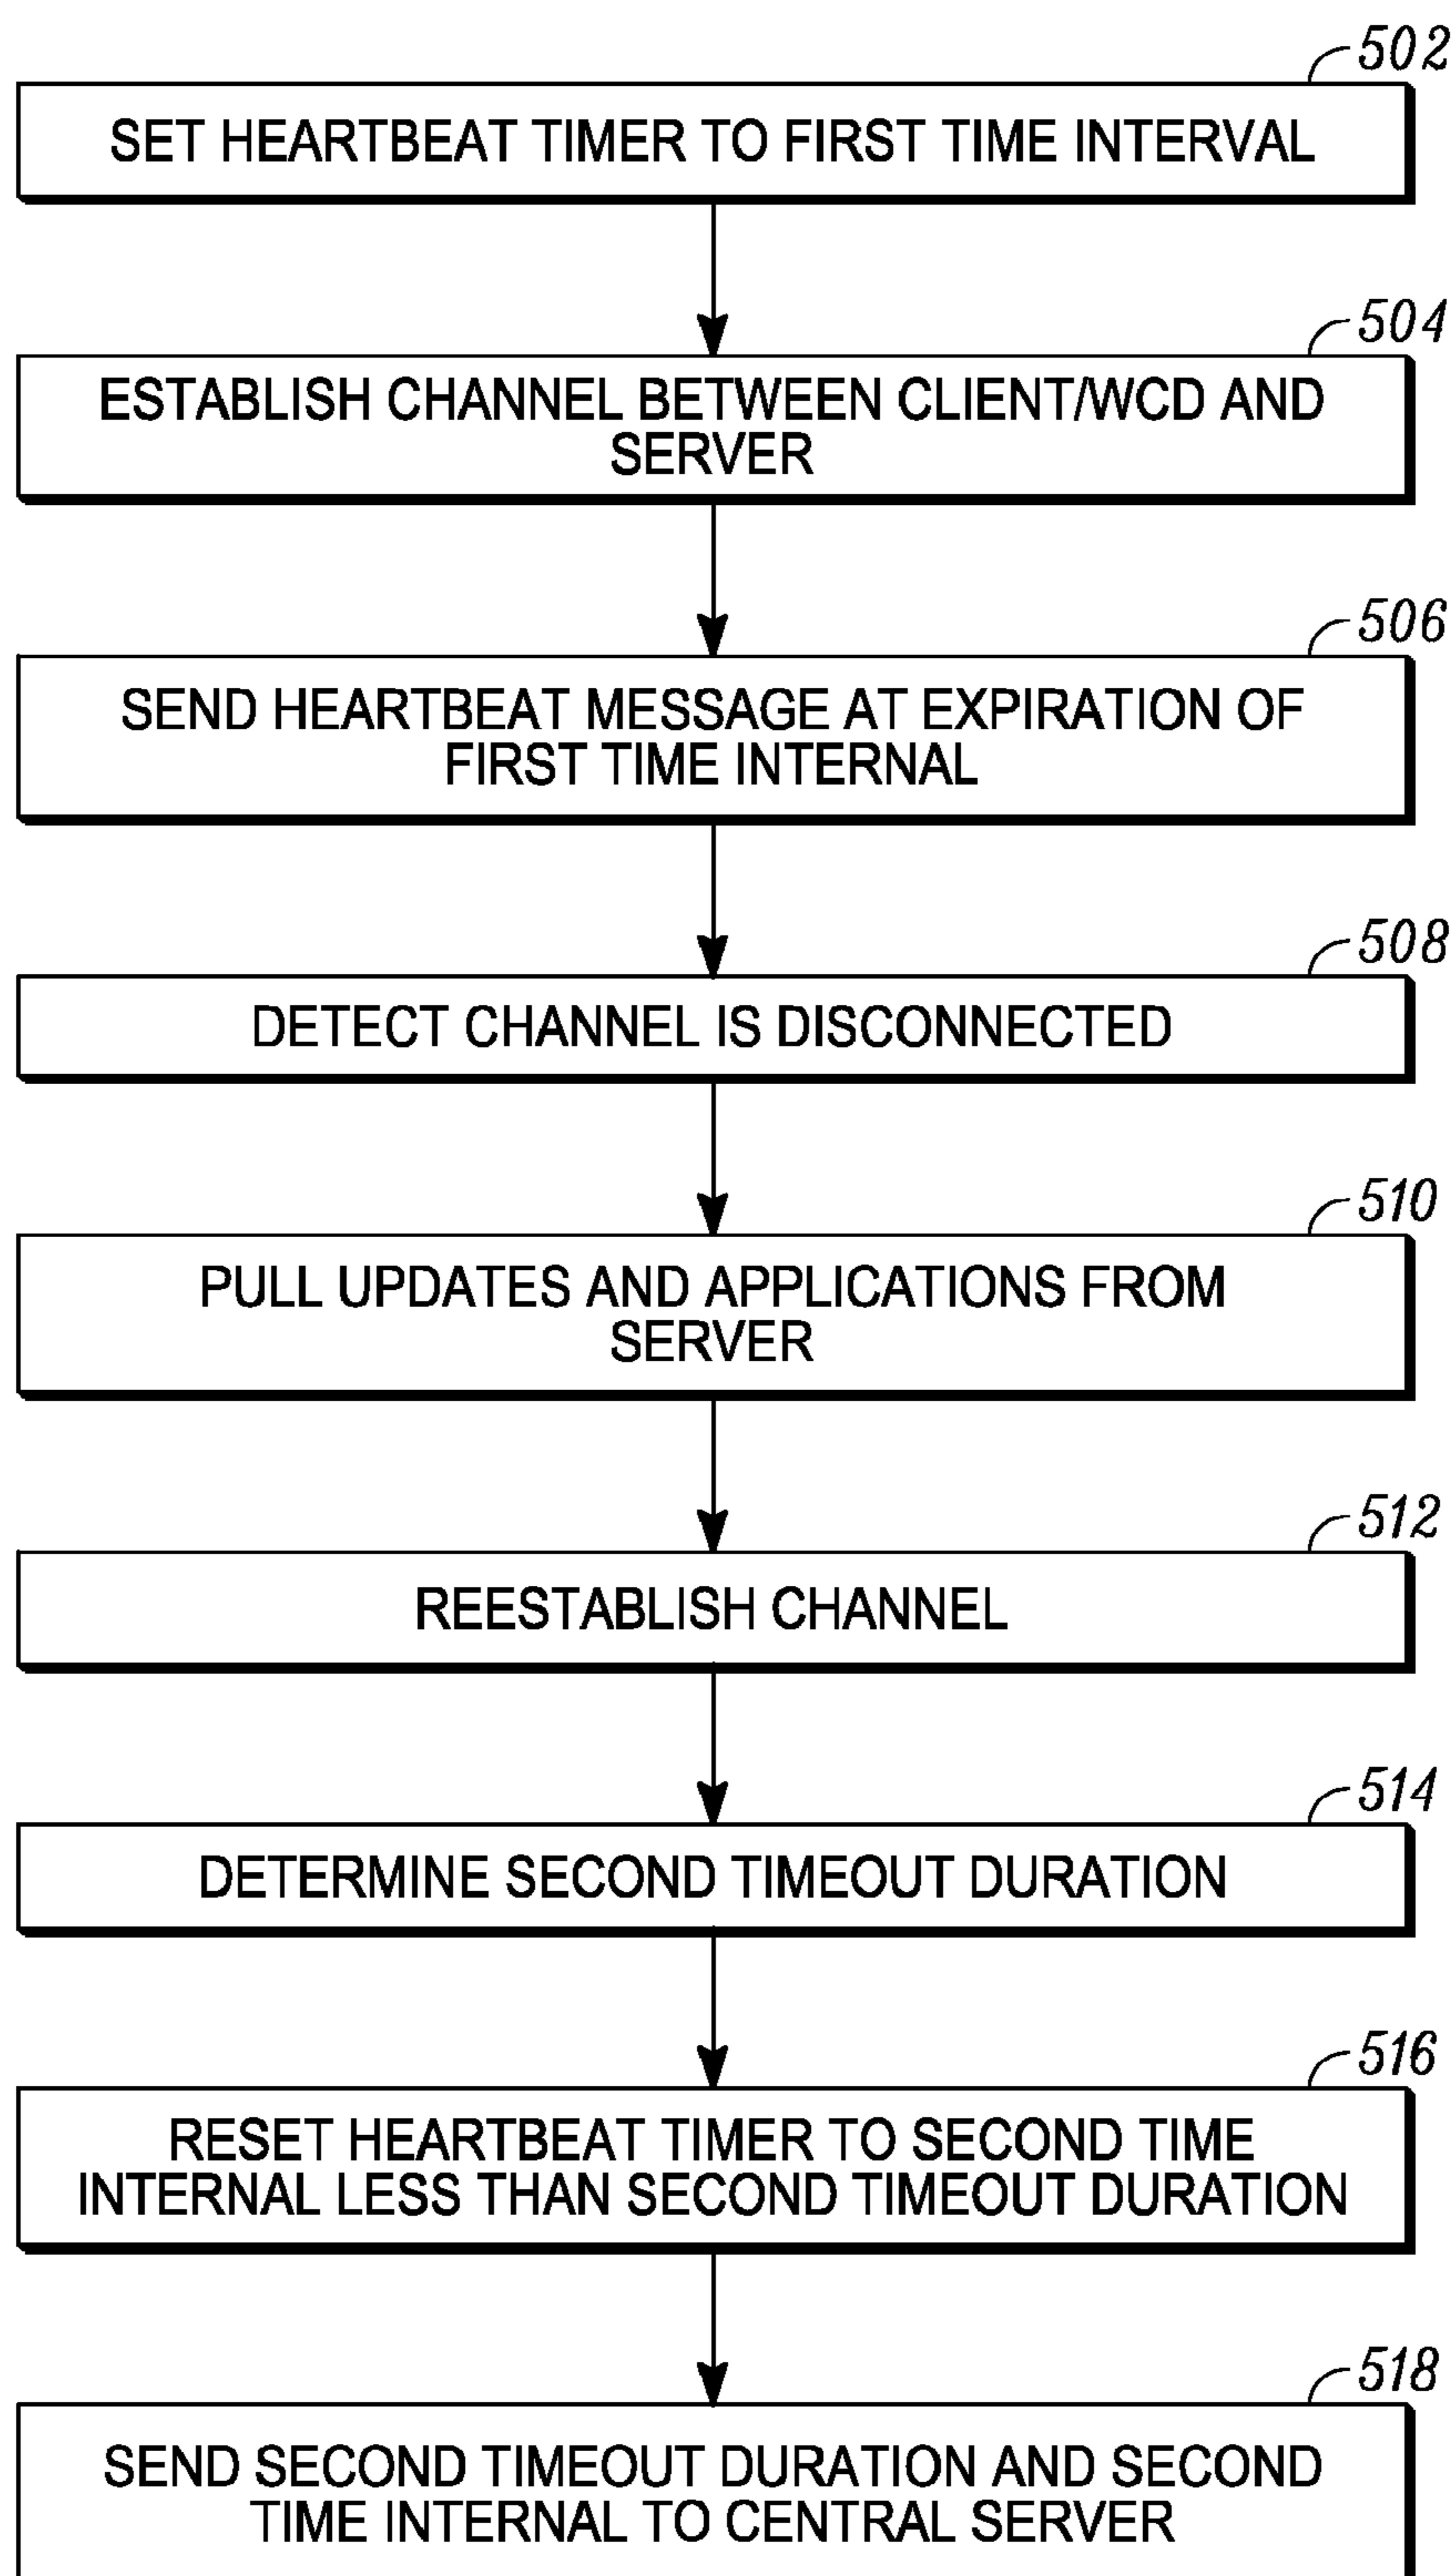 502
SET HEARTBEAT TIMER TO FIRST TIME INTERVAL
504
ESTABLISH CHANNEL BETWEEN CLIENT/WCD AND
SERVER
506
SEND HEARTBEAT MESSAGE AT EXPIRATION OF
FIRST TIME INTERNAL
508
DETECT CHANNEL IS DISCONNECTED
510
PULL UPDATES AND APPLICATIONS FROM
SERVER
512
REESTABLISH CHANNEL
514
DETERMINE SECOND TIMEOUT DURATION
516
RESET HEARTBEAT TIMER TO SECOND TIME
INTERNAL LESS THAN SECOND TIMEOUT DURATION
518
SEND SECOND TIMEOUT DURATION AND SECOND
TIME INTERNAL TO CENTRAL SERVER